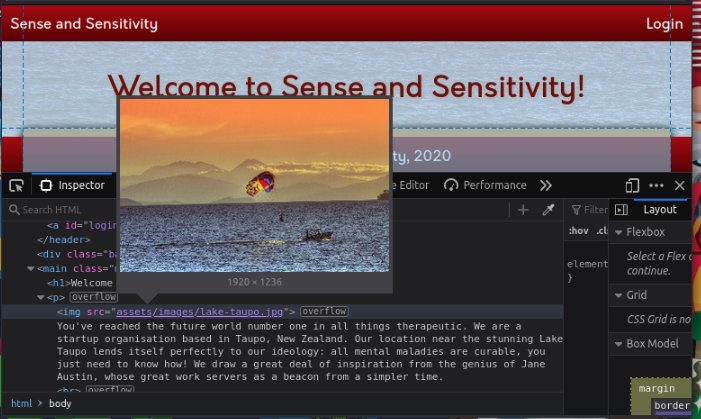 Sense and Sensitivity
Login
Welcome to Sense and Sensitivity!
ty, 2020
Inspector
e Editor
Performance
Search HTML
Filter
Layout
<a id="login
</header>
<div class="ba
<main class="m
<h1>Welcome
<p> overflow
1920 × 1236
<img src="assets/images/lake-taupo.jpg"> overflow
You've reached the future world number one in all things therapeutic. We are a
startup organisation based in Taupo, New Zealand. Our location near the stunning Lake
Taupo lends itself perfectly to our ideology: all mental maladies are curable, you
just need to know how! We draw a great deal of inspiration from the genius of Jane
Austin, whose great work servers as a beacon from a simpler time.
<br> overflow
html > body
:hov .cl
element
}
Flexbox
Select a Flex c
continue.
Grid
CSS Grid is no
Box Model
margin
border